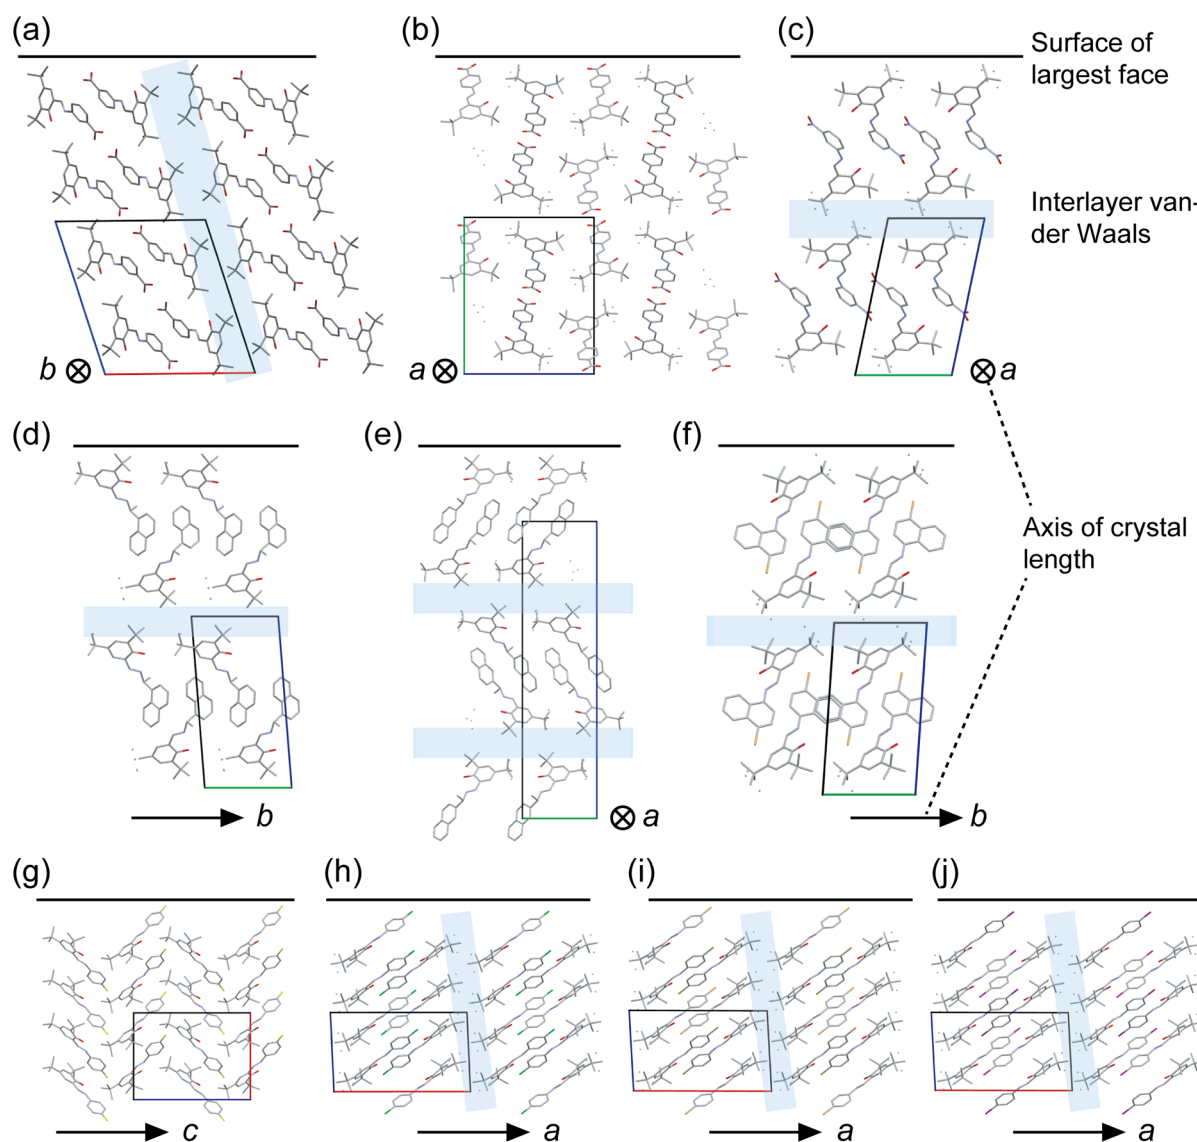 (a)
(b)
(c)
Surface of
largest face
Interlayer van-
der Waals
b
a
a
(d)
(e)
(f)
Axis of crystal
length
b
a
b
(g)
(h)
(i)
(j)
c
a
a
a